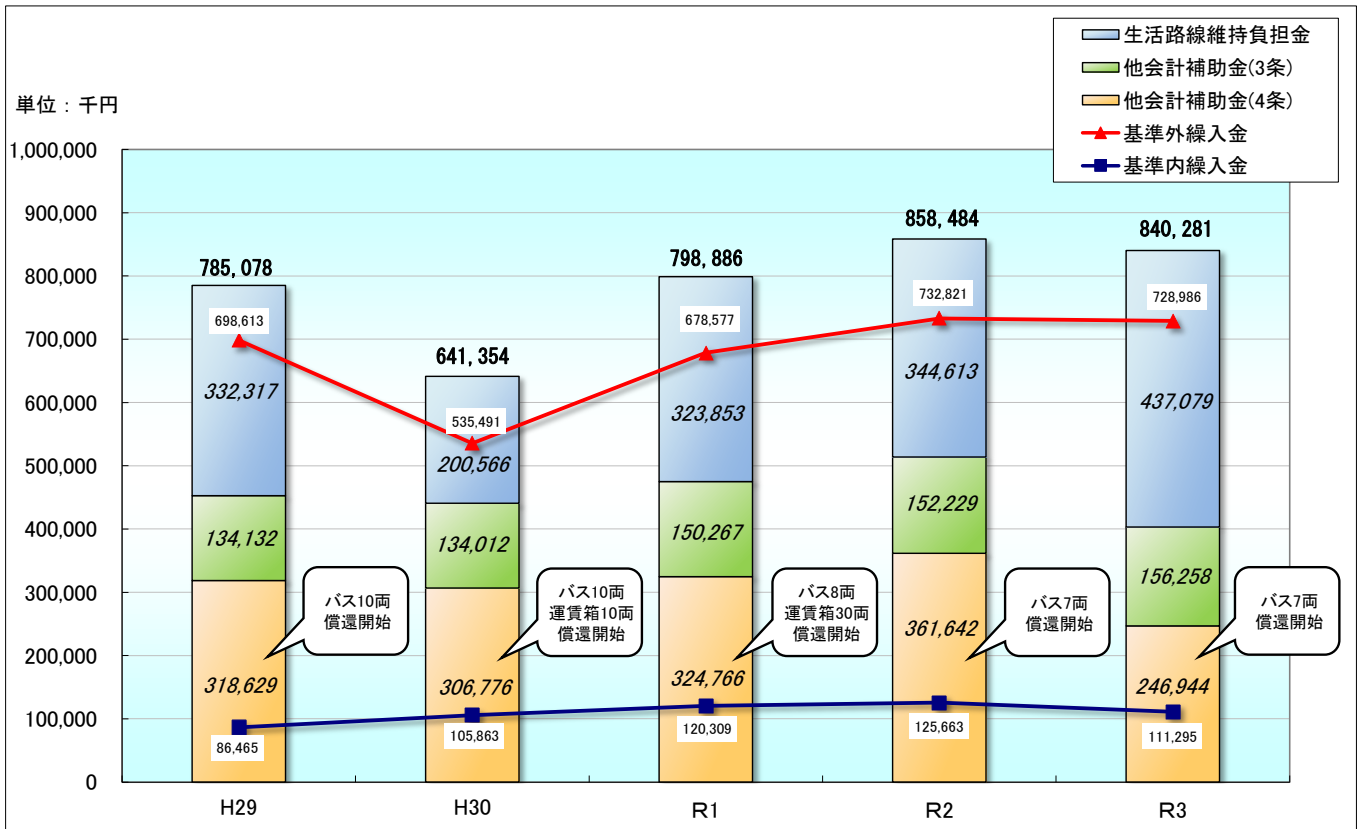 生活路線維持負担金
他会計補助金(3条)
他会計補助金(4条)
基準外繰入金
基準内繰入金
単位：千円
1,000,000
900,000
800,000
700,000
600,000
500,000
400,000
300,000
200,000
100,000
0
785,078
698,613
332,317
134,132
バス10両
償還開始
318,629
86,465
641,354
535,491
200,566
134,012
バス10両
運賃箱10両
償還開始
306,776
105,863
798,886
678,577
323,853
150,267
バス8両
運賃箱30両
償還開始
324,766
120,309
858,484
732,821
344,613
152,229
バス7両
償還開始
361,642
125,663
840,281
728,986
437,079
156,258
バス7両
償還開始
246,944
111,295
H29
H30
R1
R2
R3